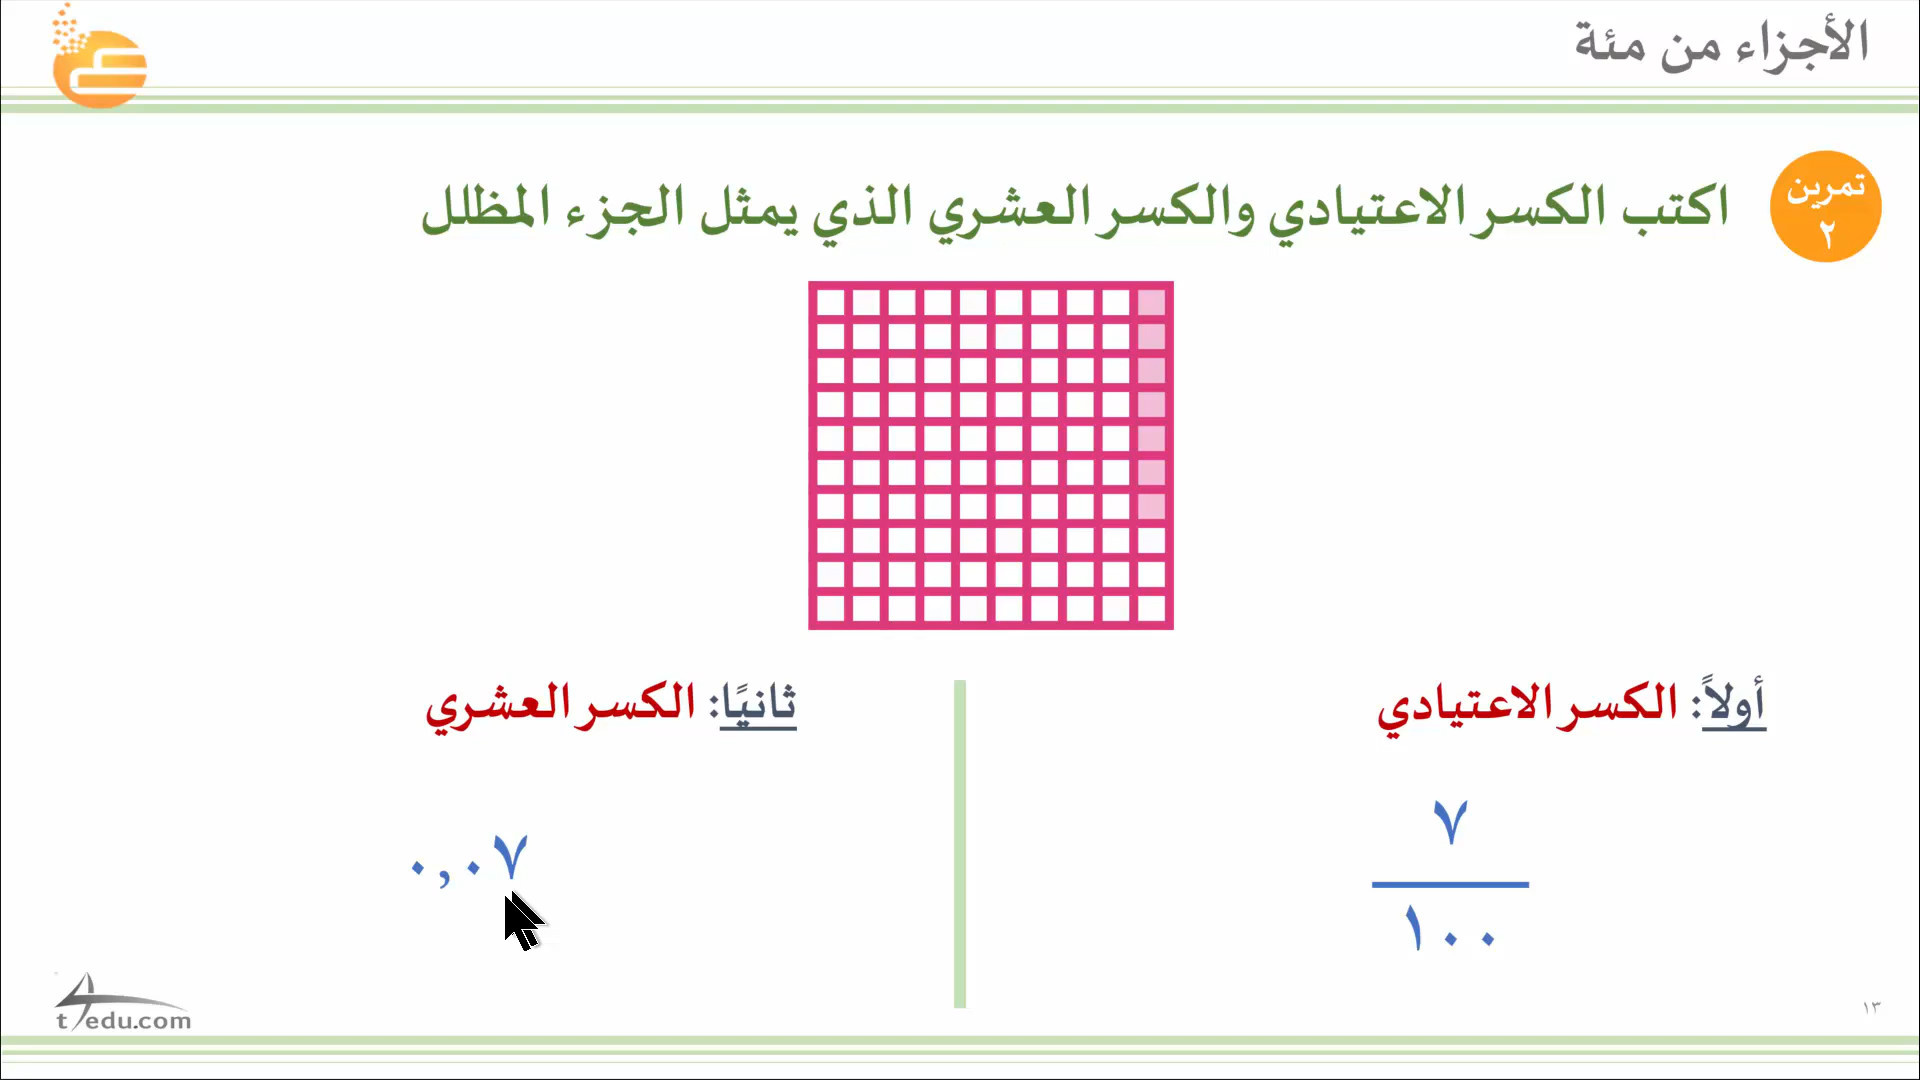 الأجزاء من مئة
تمرين
٢
اكتب الكسر الاعتيادي والكسر العشري الذي يمثل الجزء المظلل
أولاً: الكسر الاعتيادي
٧
١٠٠
ثانيًا: الكسر العشري
٠,٠٧
t4edu.com
١٣